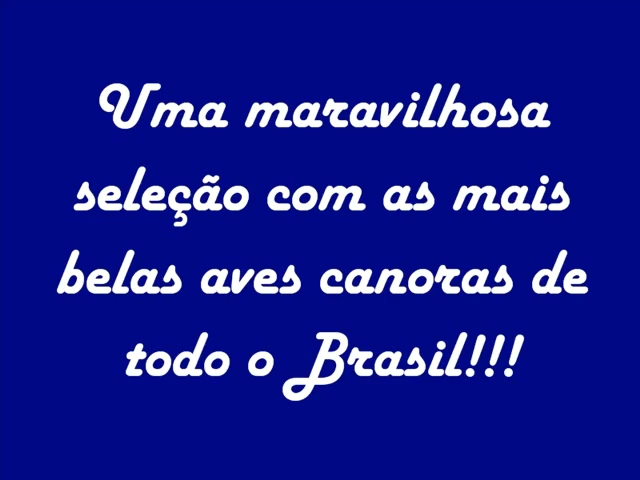 Uma maravilhosa
seleção com as mais
belas aves canoras de
todo o Brasil!!!